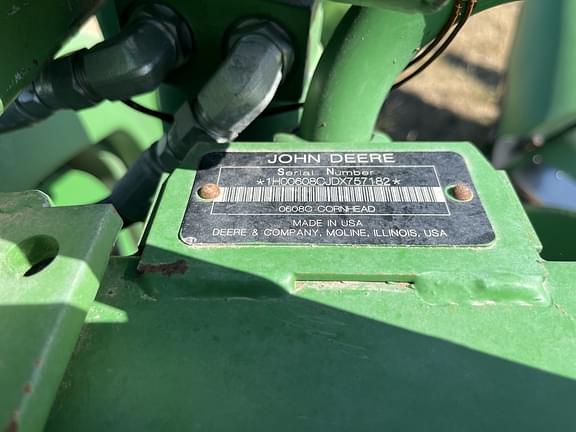 JOHN DEERE
Serial Number
*1H00608CJDX757182*
0608C CORNHEAD
MADE IN USA
DEERE & COMPANY, MOLINE, ILLINOIS, USA